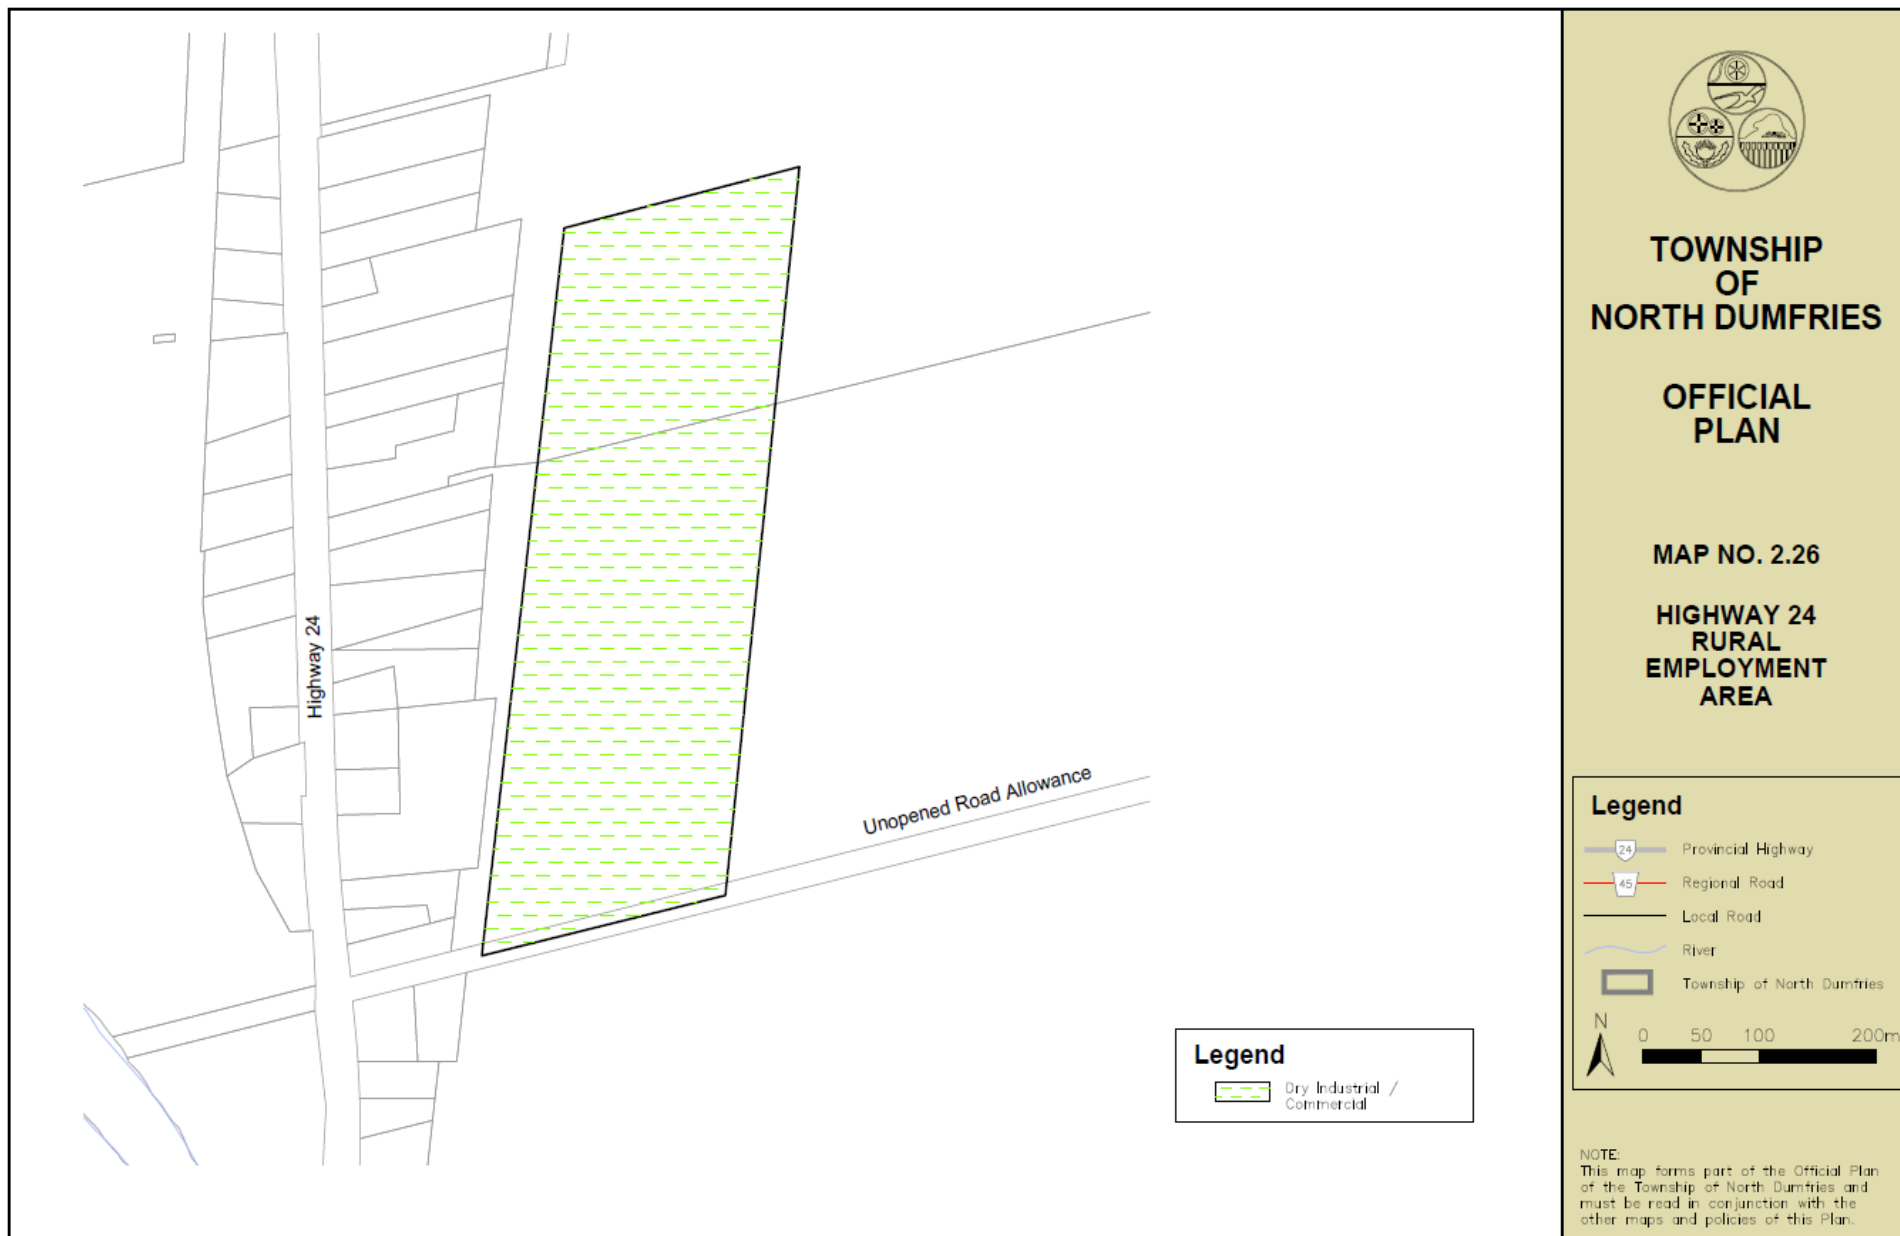 Highway 24
Unopened Road Allowance
Legend
Dry Industrial /
Commercial
TOWNSHIP
OF
NORTH DUMFRIES
OFFICIAL
PLAN
MAP NO. 2.26
HIGHWAY 24
RURAL
EMPLOYMENT
AREA
Legend
24 Provincial Highway
45 Regional Road
Local Road
River
Township of North Dumfries
N
0 50 100 200m
NOTE:
This map forms part of the Official Plan
of the Township of North Dumfries and
must be read in conjunction with the
other maps and policies of this Plan.